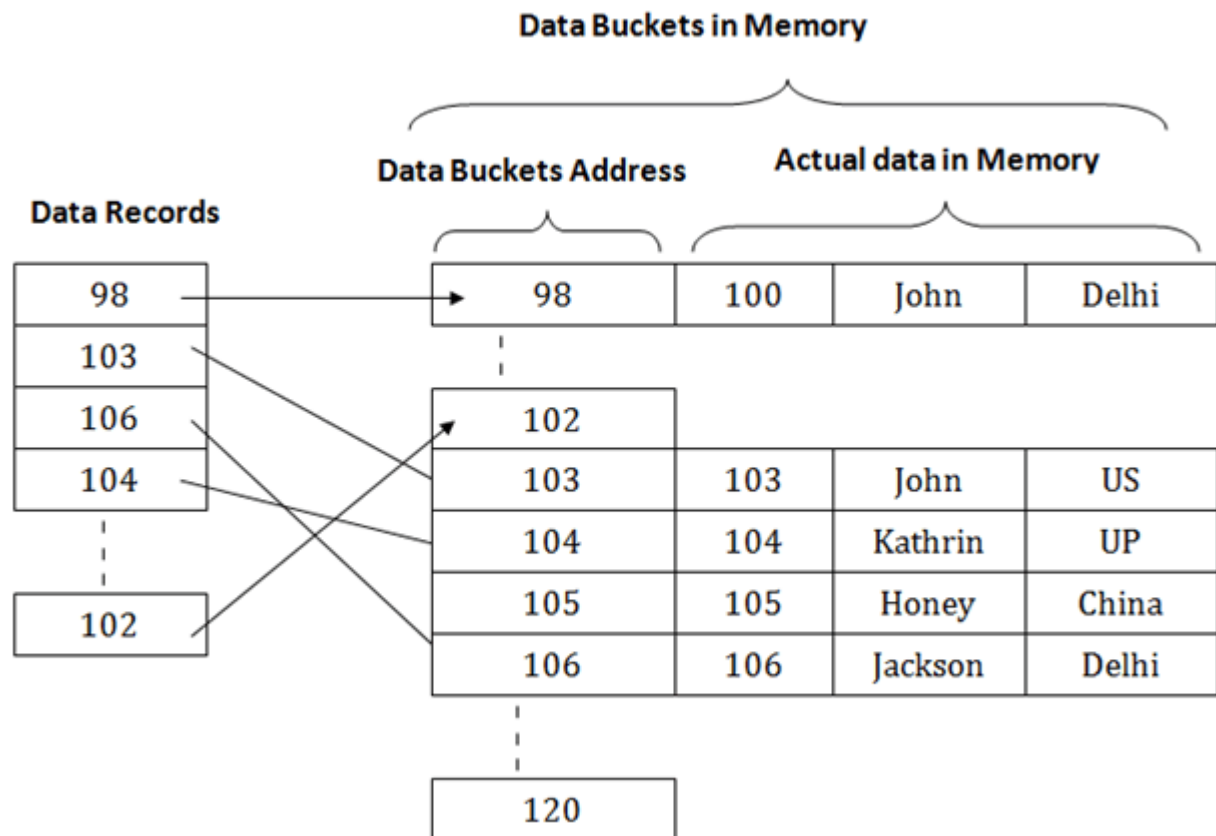 Data Buckets in Memory
Data Buckets Address
Actual data in Memory
Data Records
98
98 100 John Delhi
103
106
102
104
103 103 John US
104 104 Kathrin UP
102
105 105 Honey China
106 106 Jackson Delhi
120